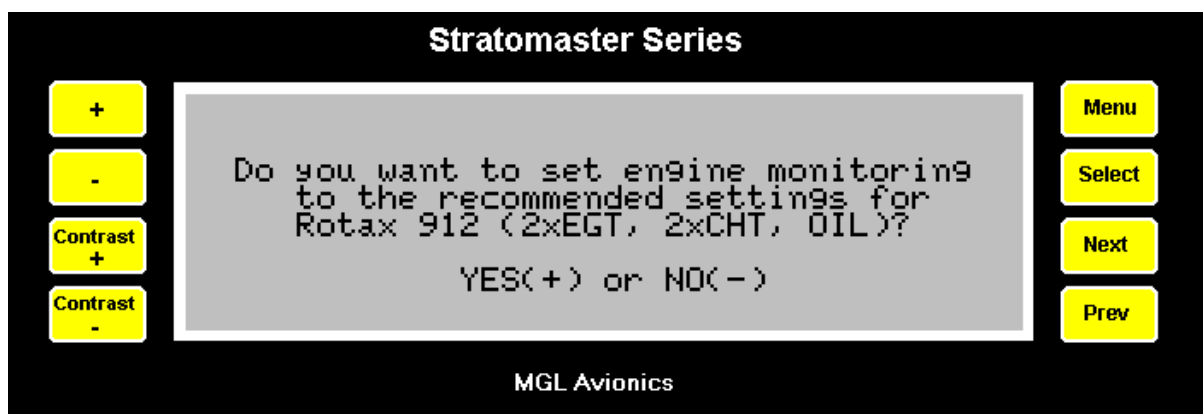 Stratomaster Series
+
-
Contrast
+
Contrast
-
Do you want to set engine monitoring
to the recommended settings for
Rotax 912 (2xEGT, 2xCHT, OIL)?
YES(+) or NO(-)
Menu
Select
Next
Prev
MGL Avionics